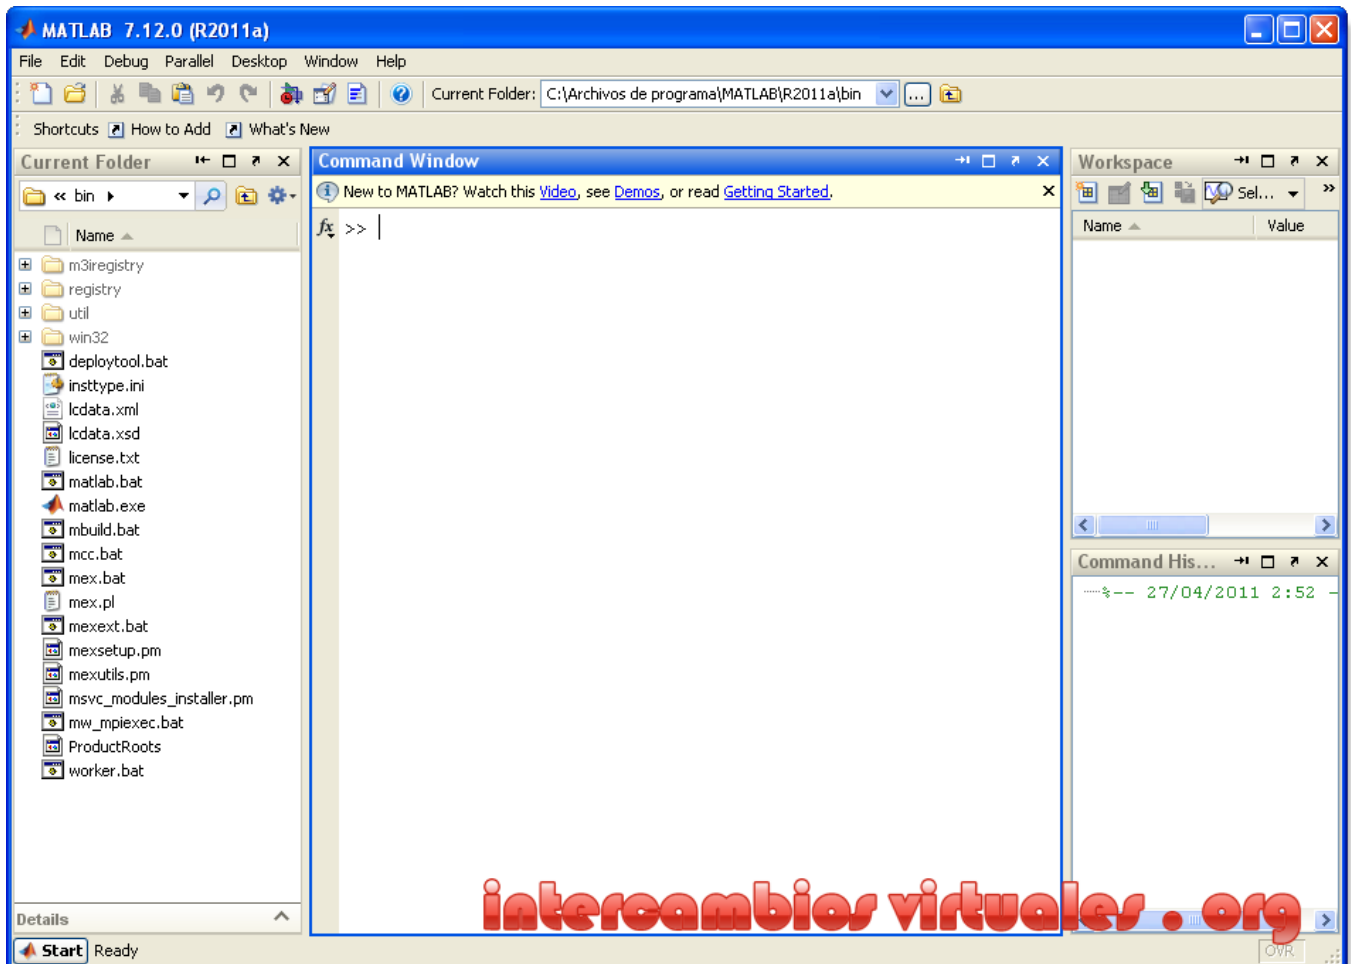 MATLAB 7.12.0 (R2011a)
File Edit Debug Parallel Desktop Window Help
Current Folder: C:\Archivos de programa\MATLAB\R2011a\bin ...
Shortcuts How to Add What's New
Current Folder
« bin
Name
m3iregistry
registry
util
win32
deploytool.bat
insttype.ini
lcdata.xml
lcdata.xsd
license.txt
matlab.bat
matlab.exe
mbuild.bat
mcc.bat
mex.bat
mex.pl
mexext.bat
mexsetup.pm
mexutils.pm
msvc_modules_installer.pm
mw_mpiexec.bat
ProductRoots
worker.bat
Details
Command Window
New to MATLAB? Watch this Video, see Demos, or read Getting Started.
fx >>
Workspace
Sel... »
Name Value
Command His...
%-- 27/04/2011 2:52 -
intercambios virtuales . org
Start Ready
OVR